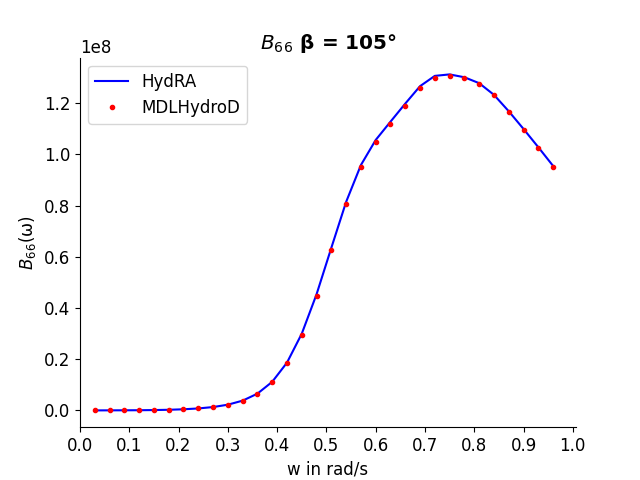 B₆₆ β = 105°
1e8
HydRA
MDLHydroD
1.2
1.0
0.8
0.6
0.4
0.2
0.0
B₆₆(ω)
0.0 0.1 0.2 0.3 0.4 0.5 0.6 0.7 0.8 0.9 1.0
w in rad/s